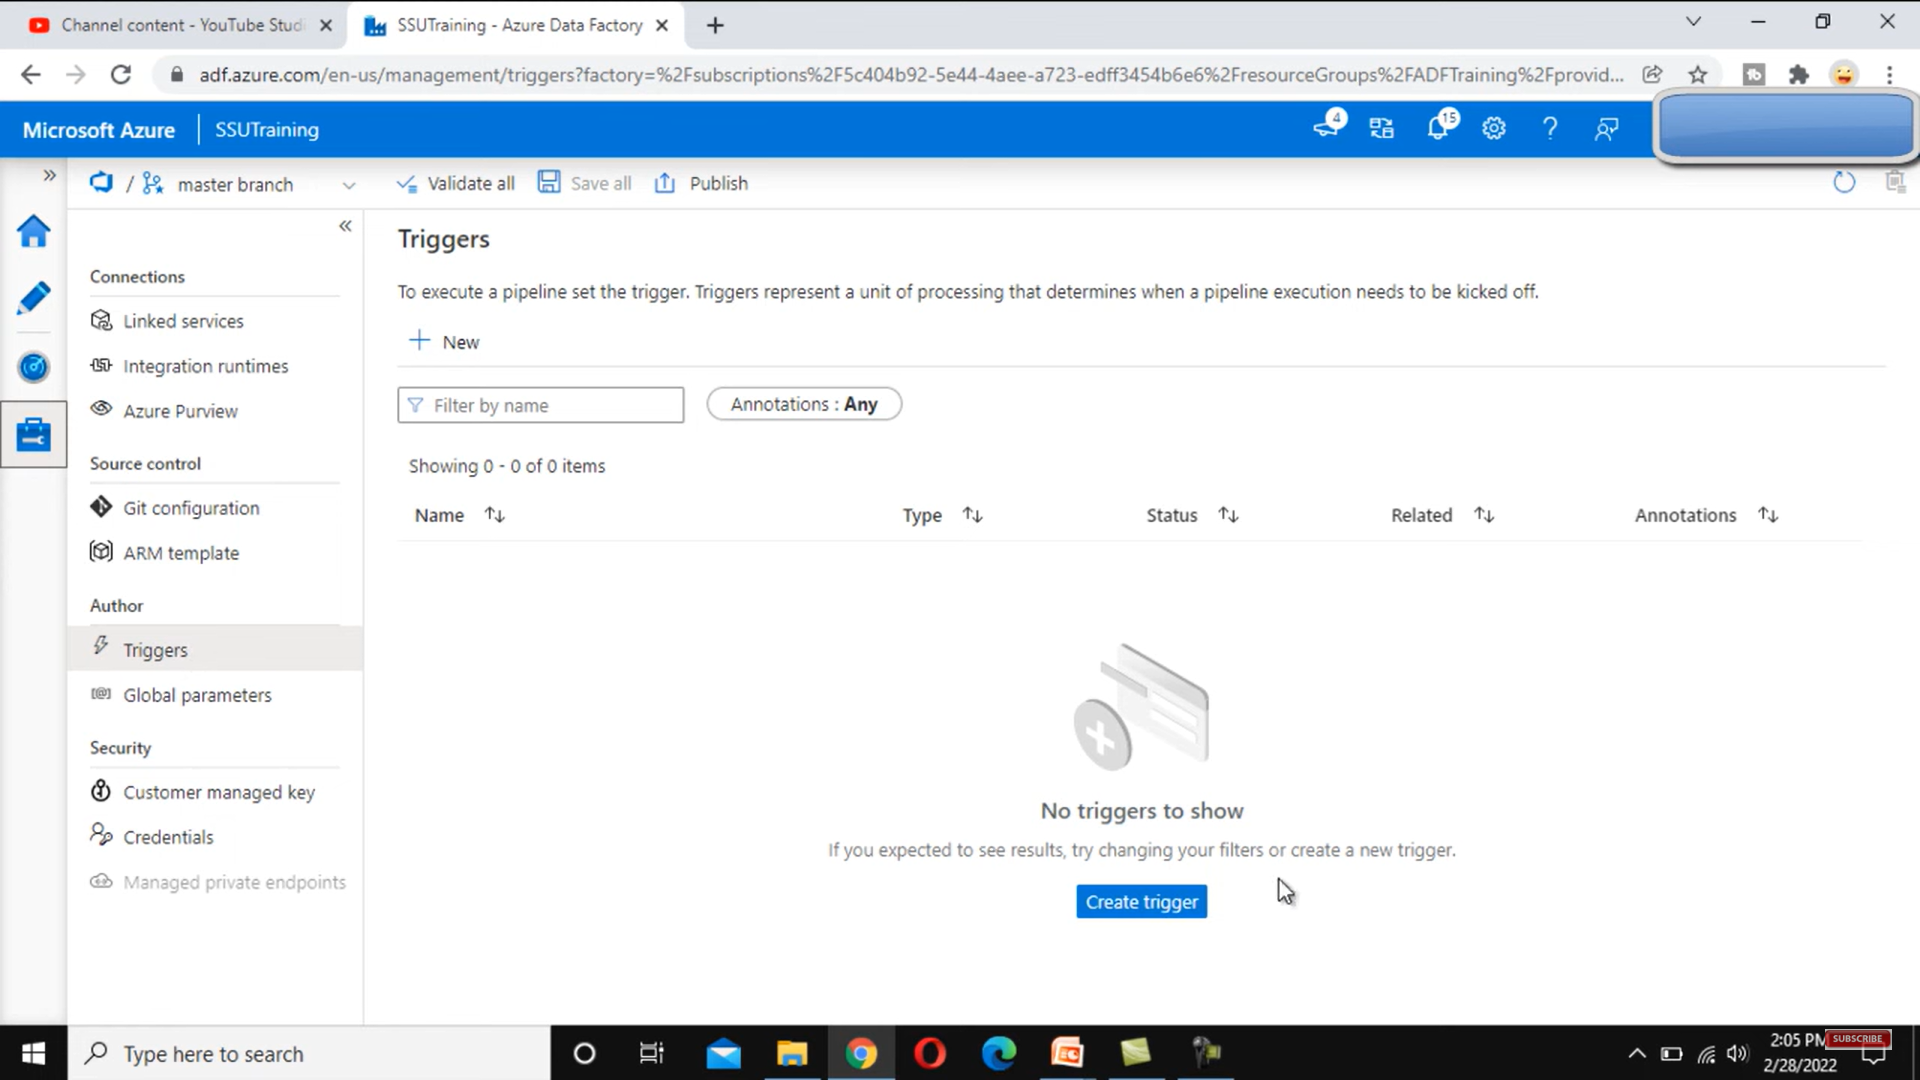 Channel content - YouTube Studi
SSUTraining - Azure Data Factory
adf.azure.com/en-us/management/triggers?factory=%2Fsubscriptions%2F5c404b92-5e44-4aee-a723-edff3454b6e6%2FresourceGroups%2FADFTraining%2Fprovid...
Microsoft Azure
SSUTraining
4
15
/
master branch
Validate all
Save all
Publish
Connections
Linked services
Integration runtimes
Azure Purview
Source control
Git configuration
ARM template
Author
Triggers
Global parameters
Security
Customer managed key
Credentials
Managed private endpoints
Triggers
To execute a pipeline set the trigger. Triggers represent a unit of processing that determines when a pipeline execution needs to be kicked off.
New
Filter by name
Annotations : Any
Showing 0 - 0 of 0 items
Name Type Status Related Annotations
No triggers to show
If you expected to see results, try changing your filters or create a new trigger.
Create trigger
Type here to search
2:05 PM
2/28/2022
SUBSCRIBE